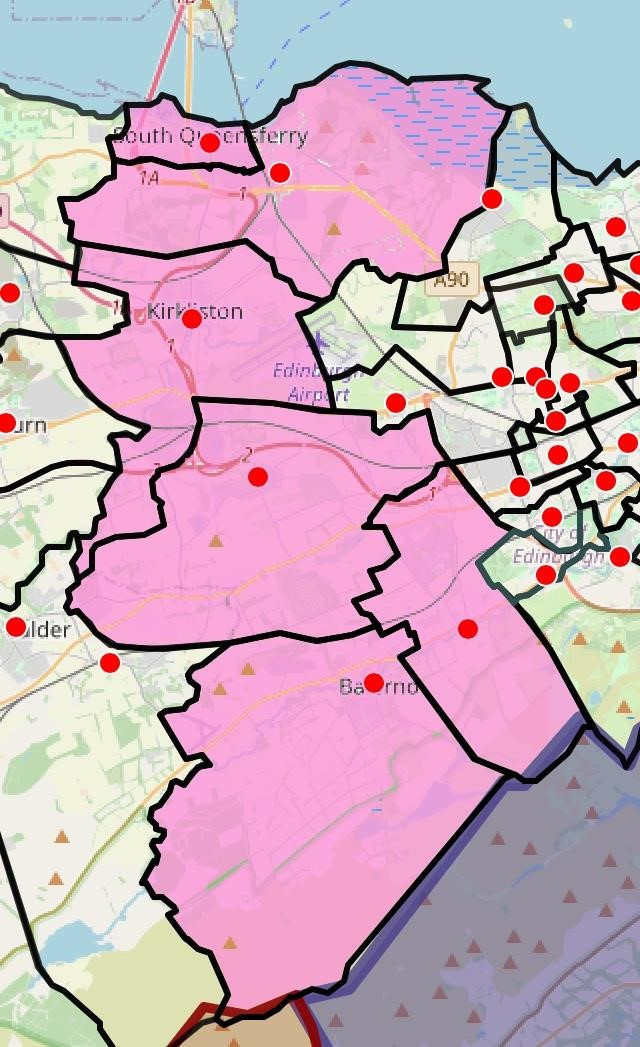 South Queensferry
1A
1
A90
Kirkliston
1
Edinburgh
Airport
urn
2
1
City of
Edinburgh
alder
Balerno